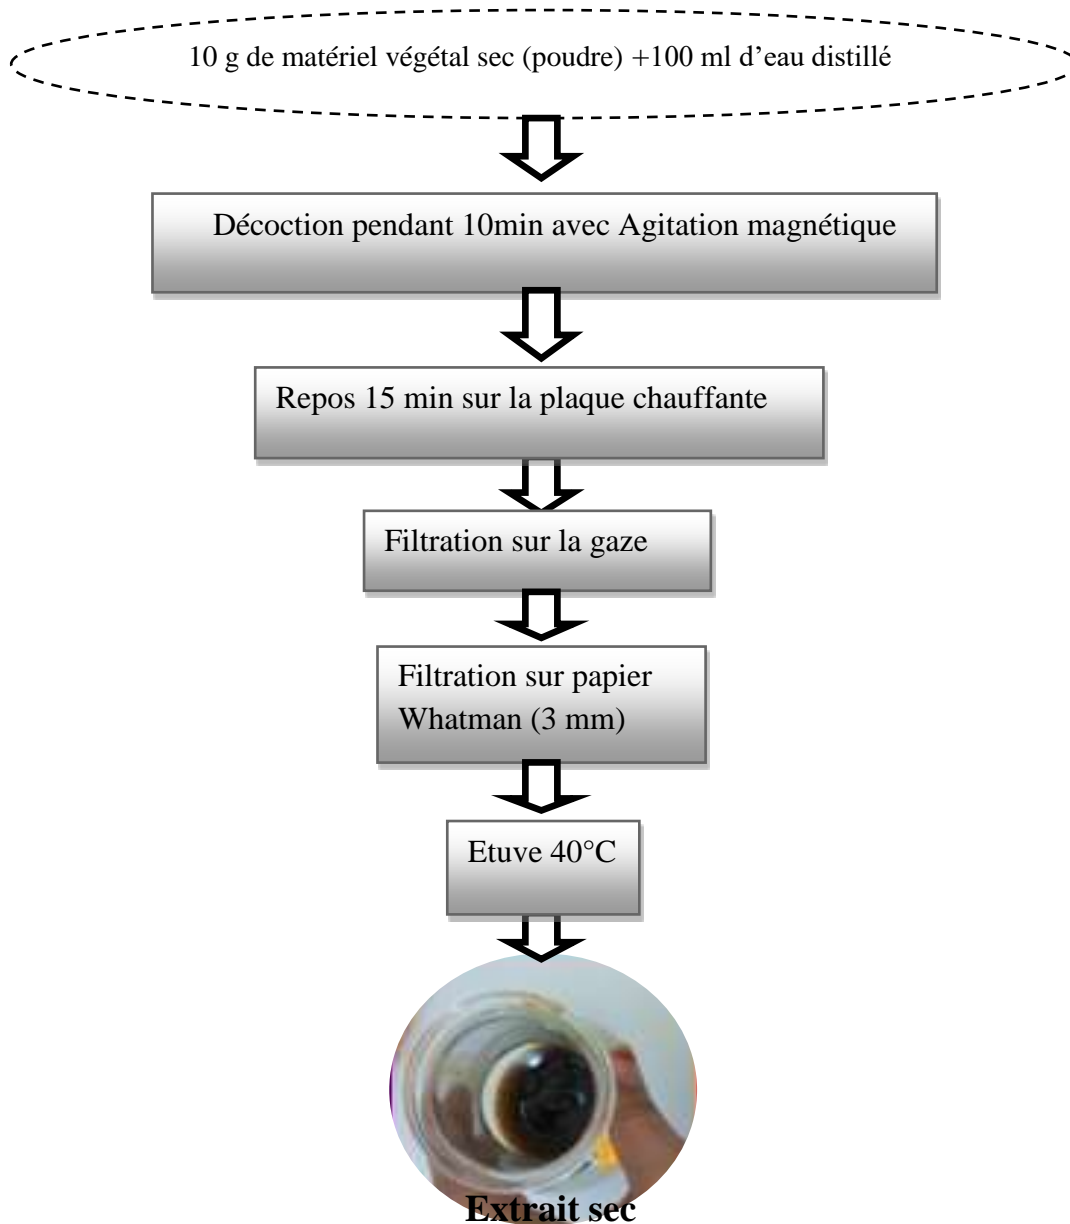 10 g de matériel végétal sec (poudre) +100 ml d’eau distillé
Décoction pendant 10min avec Agitation magnétique
Repos 15 min sur la plaque chauffante
Filtration sur la gaze
Filtration sur papier
Whatman (3 mm)
Etuve 40°C
Extrait sec